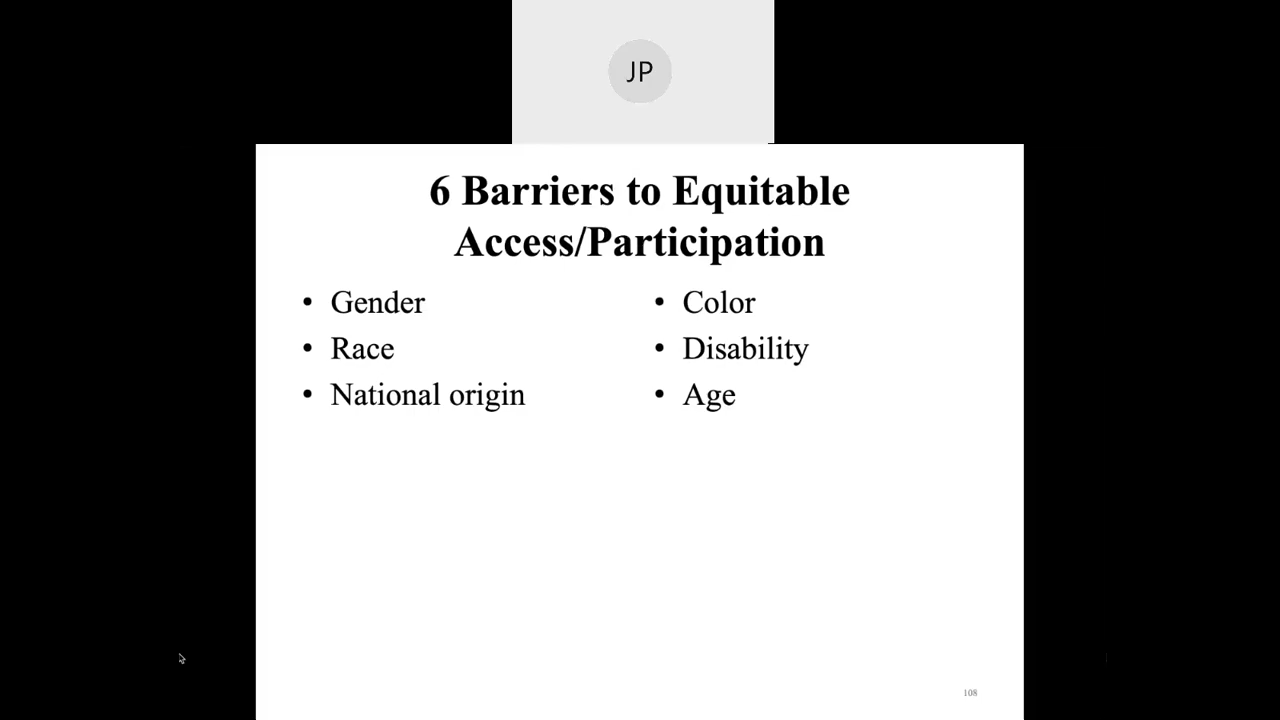 JP
6 Barriers to Equitable
Access/Participation
• Gender
• Race
• National origin
• Color
• Disability
• Age
108